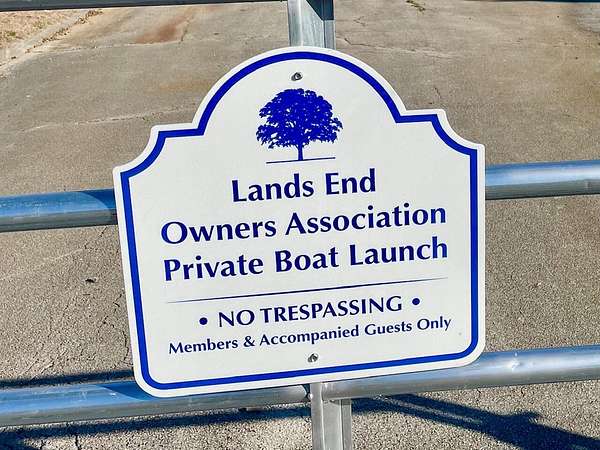 Lands End
Owners Association
Private Boat Launch
• NO TRESPASSING •
Members & Accompanied Guests Only